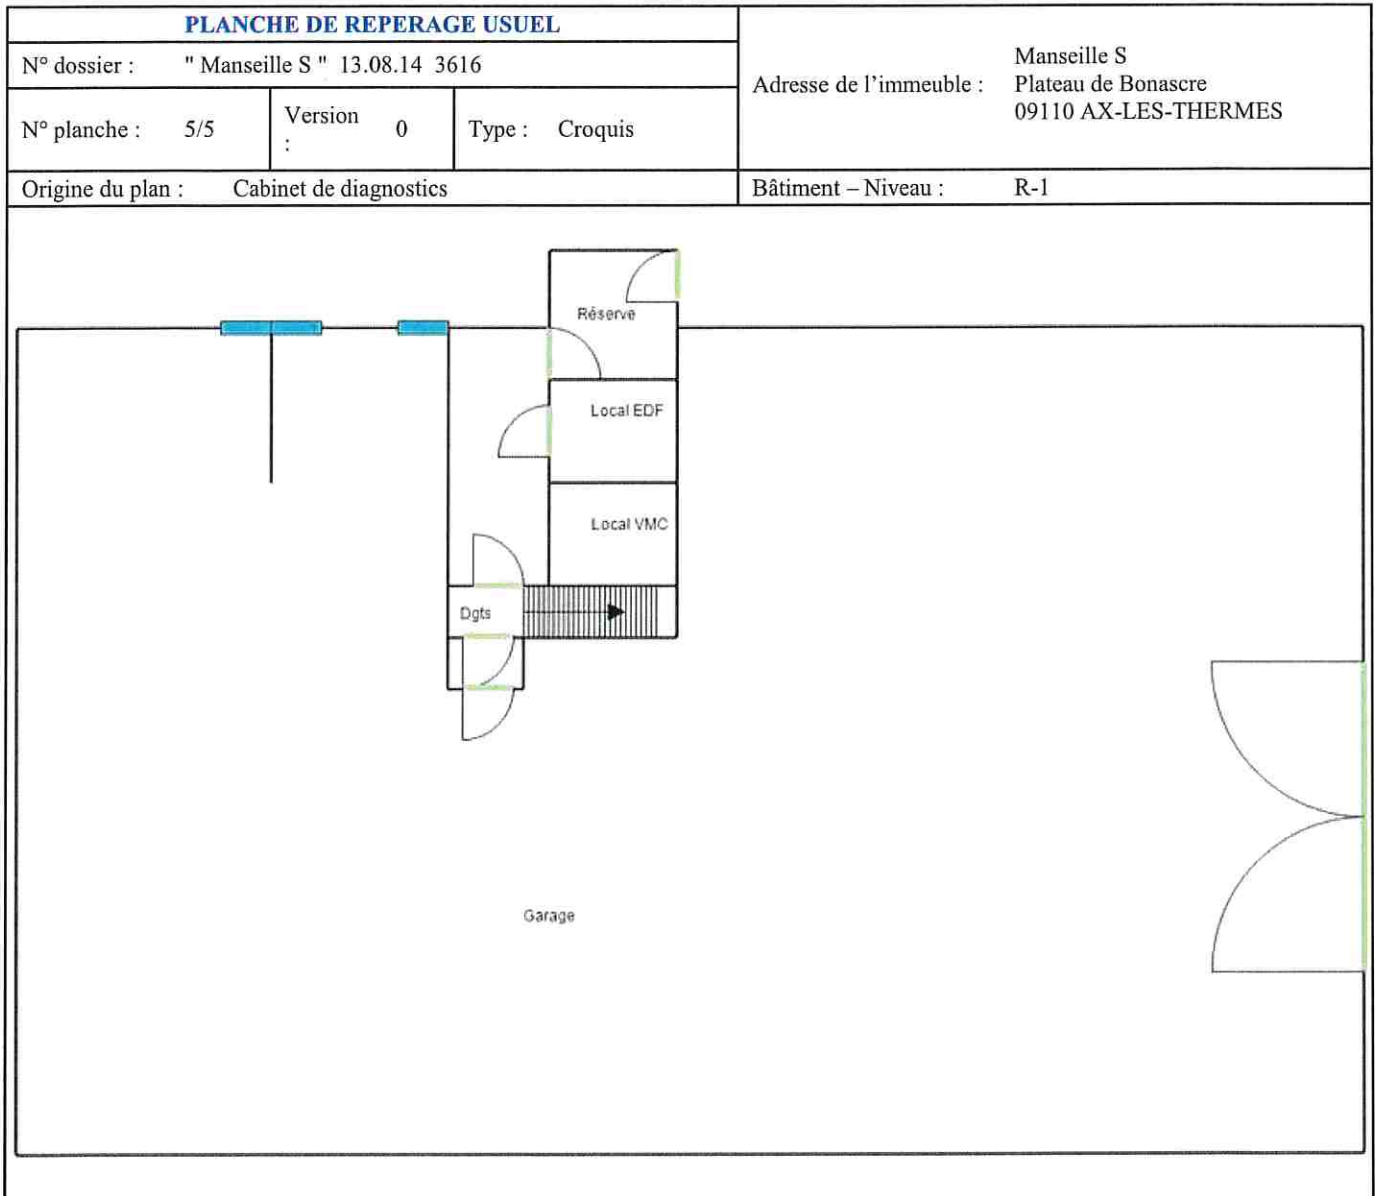 PLANCHE DE REPERAGE USUEL
N° dossier : " Manseille S " 13.08.14 3616
N° planche : 5/5
Version : 0
Type : Croquis
Adresse de l'immeuble :
Manseille S
Plateau de Bonascre
09110 AX-LES-THERMES
Origine du plan : Cabinet de diagnostics
Bâtiment – Niveau : R-1
Réserve
Local EDF
Local VMC
Dgts
Garage